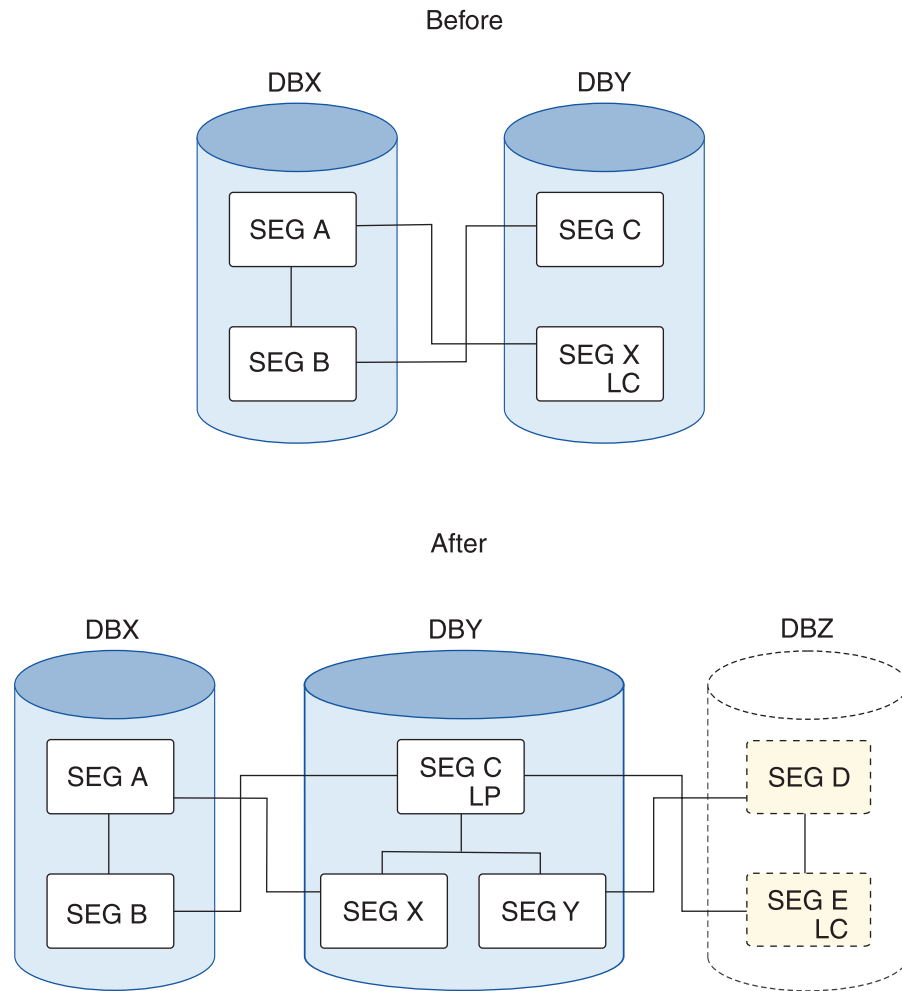 Before
DBX
DBY
SEG A
SEG C
SEG B
SEG X
LC
After
DBX
DBY
DBZ
SEG A
SEG C
LP
SEG D
SEG B
SEG X
SEG Y
SEG E
LC